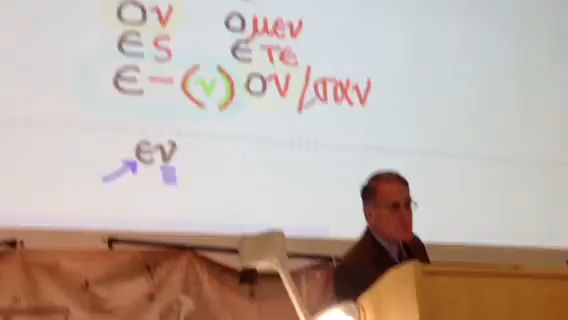 ον ομεν
ες ετε
ε-(ν) ον/σαν
εν